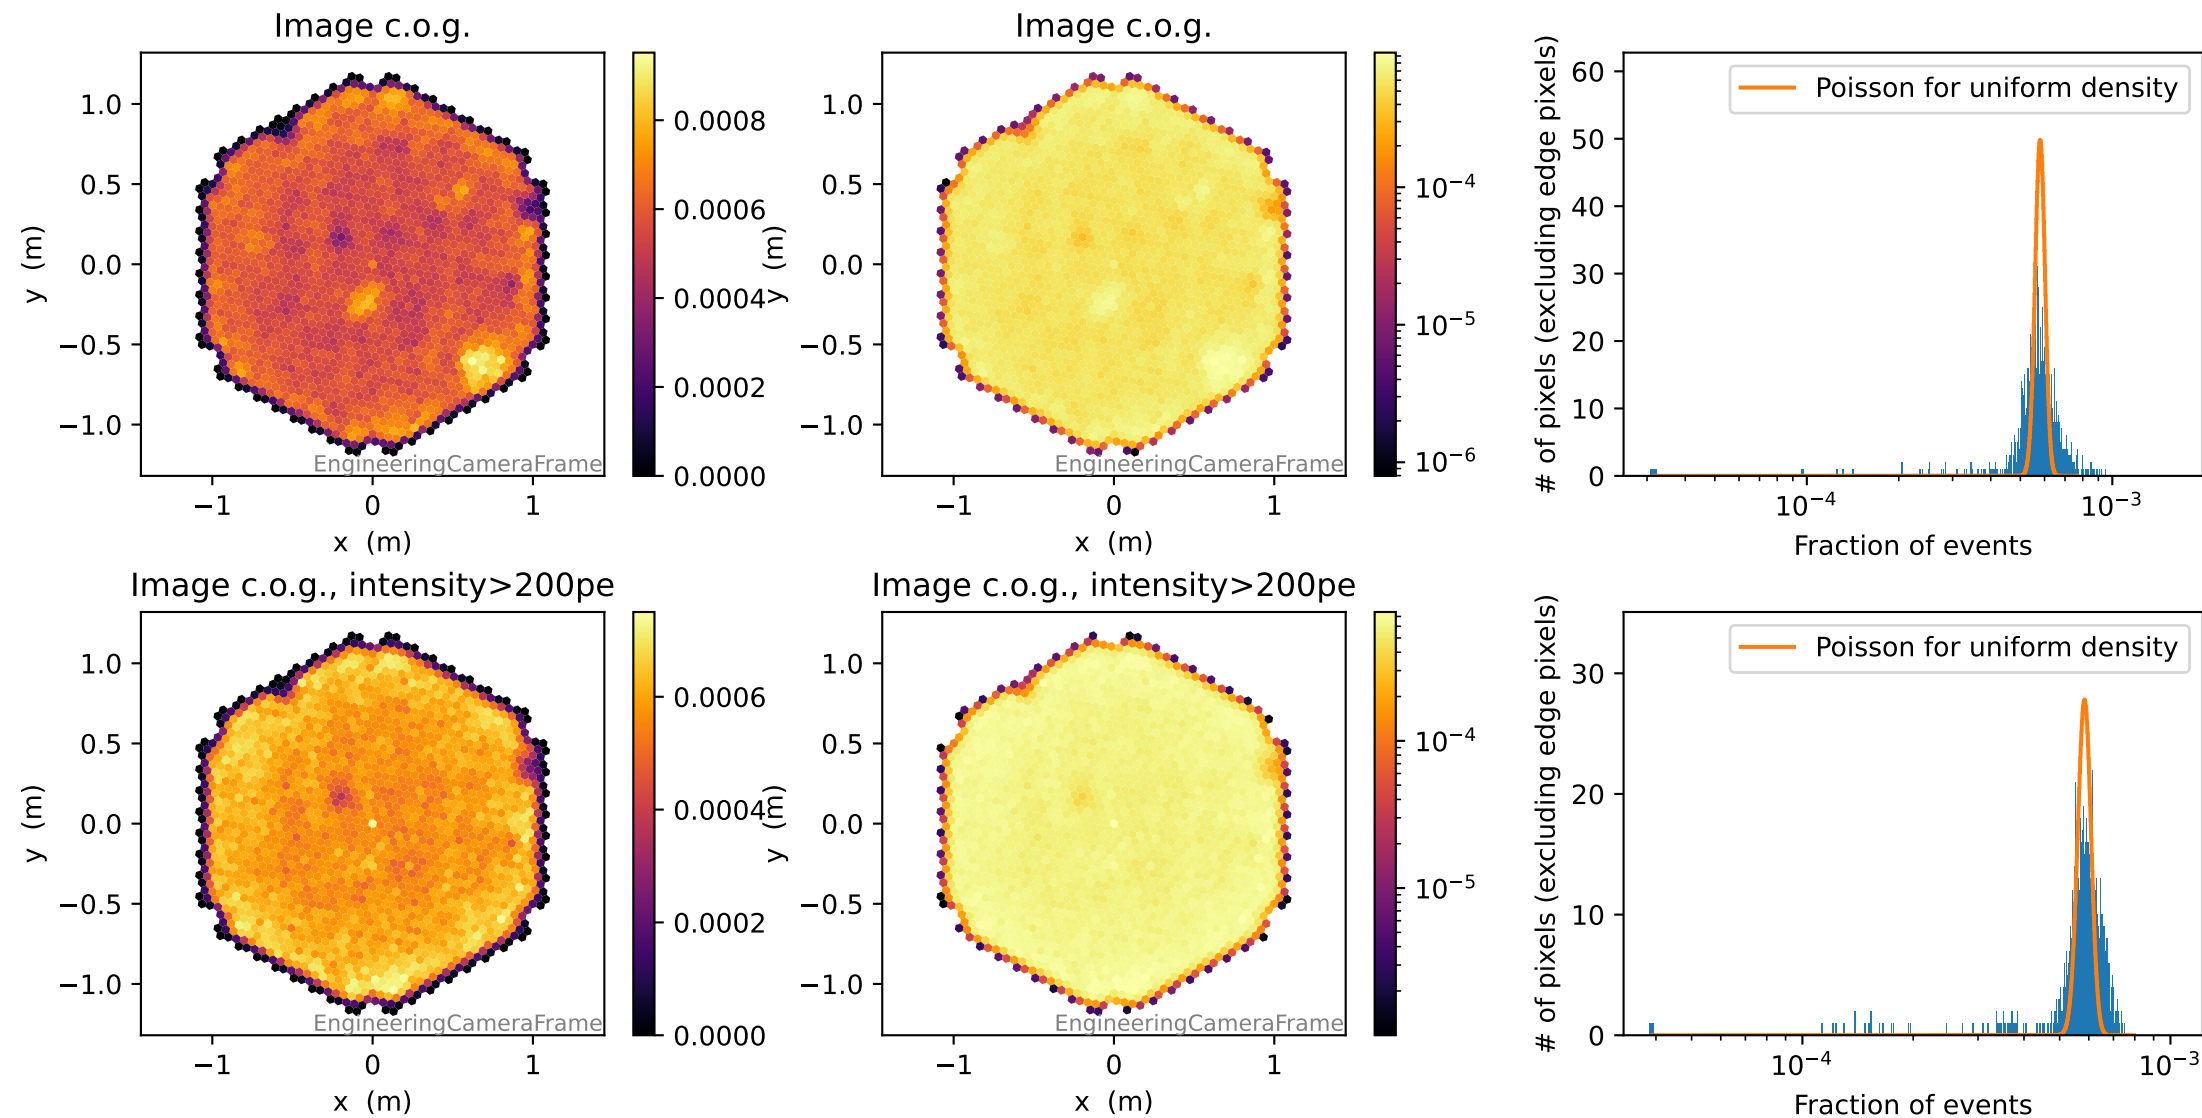 Image c.o.g.
1.0
0.5
0.0
−0.5
−1.0
y (m)
−1
0
1
x (m)
EngineeringCameraFrame
0.0008
0.0006
0.0004
0.0002
0.0000
Image c.o.g.
y (m)
1.0
0.5
0.0
−0.5
−1.0
−1
0
1
x (m)
EngineeringCameraFrame
10⁻⁴
10⁻⁵
10⁻⁶
# of pixels (excluding edge pixels)
60
50
40
30
20
10
0
Poisson for uniform density
10⁻⁴
10⁻³
Fraction of events
Image c.o.g., intensity>200pe
1.0
0.5
0.0
−0.5
−1.0
y (m)
−1
0
1
x (m)
EngineeringCameraFrame
0.0006
0.0004
0.0002
0.0000
Image c.o.g., intensity>200pe
y (m)
1.0
0.5
0.0
−0.5
−1.0
−1
0
1
x (m)
EngineeringCameraFrame
10⁻⁴
10⁻⁵
# of pixels (excluding edge pixels)
30
20
10
0
Poisson for uniform density
10⁻⁴
10⁻³
Fraction of events